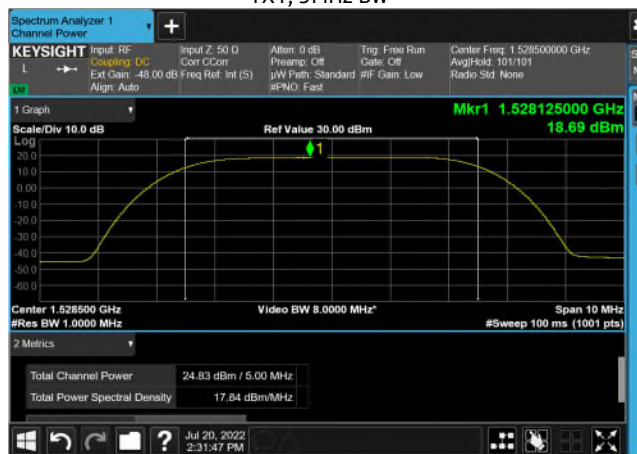 TX1, 5MHz BW
Spectrum Analyzer 1
Channel Power
KEYSIGHT
Input: RF
Coupling: DC
Ext Gain: -48.00 dB
Align: Auto
Input Z: 50 Ω
Corr CCorr
Freq Ref: Int (S)
Atten: 0 dB
Preamp: Off
µW Path: Standard
#PNO: Fast
Trig: Free Run
Gate: Off
#IF Gain: Low
Center Freq: 1.528500000 GHz
Avg|Hold: 101/101
Radio Std: None
L
LXI
1 Graph
Mkr1 1.528125000 GHz
Scale/Div 10.0 dB
Ref Value 30.00 dBm
18.69 dBm
Log
20.0
10.0
0.00
-10.0
-20.0
-30.0
-40.0
-50.0
-60.0
1
Center 1.528500 GHz
Video BW 8.0000 MHz*
Span 10 MHz
#Res BW 1.0000 MHz
#Sweep 100 ms (1001 pts)
2 Metrics
Total Channel Power 24.83 dBm / 5.00 MHz
Total Power Spectral Density 17.84 dBm/MHz
?
Jul 20, 2022
2:31:47 PM